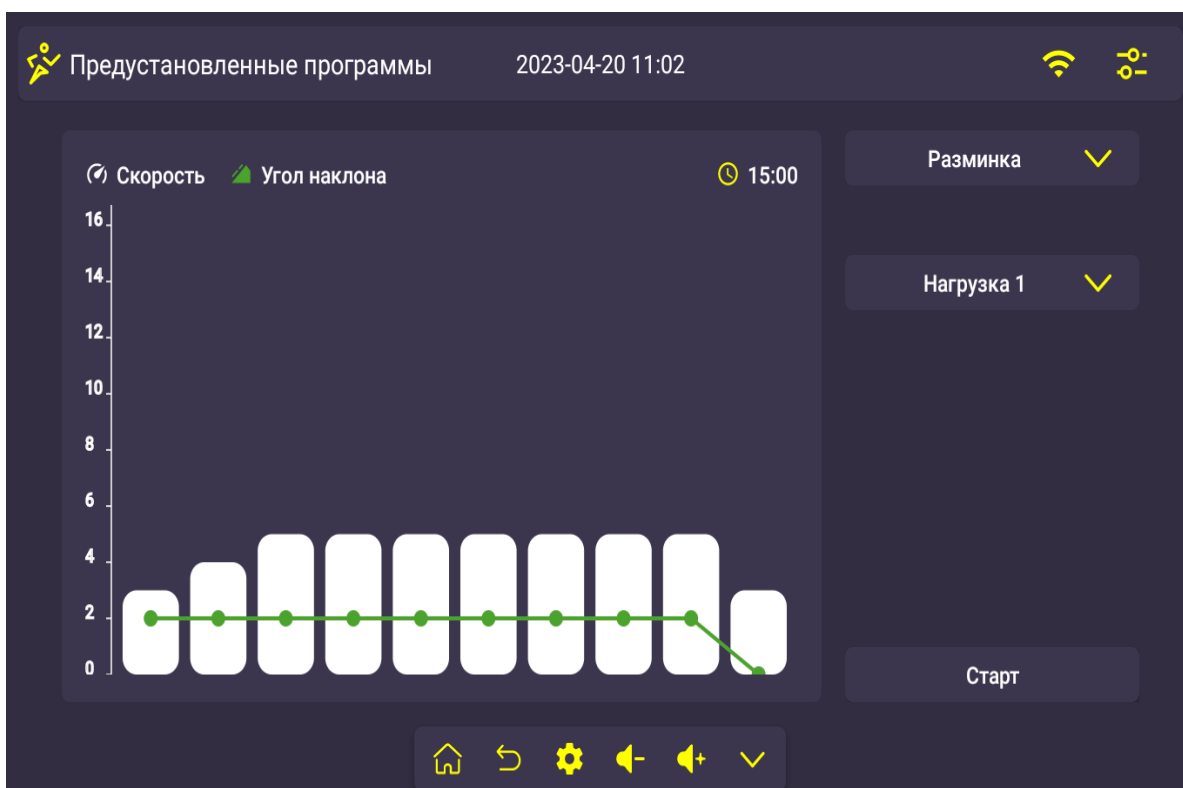 Предустановленные программы 2023-04-20 11:02
Скорость Угол наклона 15:00
16
14
12
10
8
6
4
2
0
Разминка
Нагрузка 1
Старт